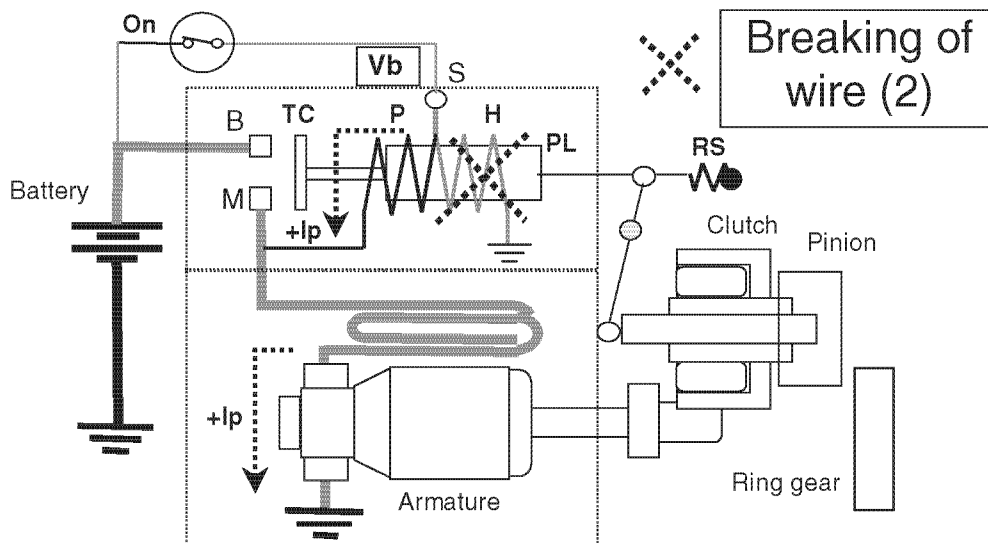 On
Breaking of
wire (2)
Vb
S
B
TC
P
H
PL
RS
Battery
M
+Ip
Clutch
Pinion
+Ip
Armature
Ring gear